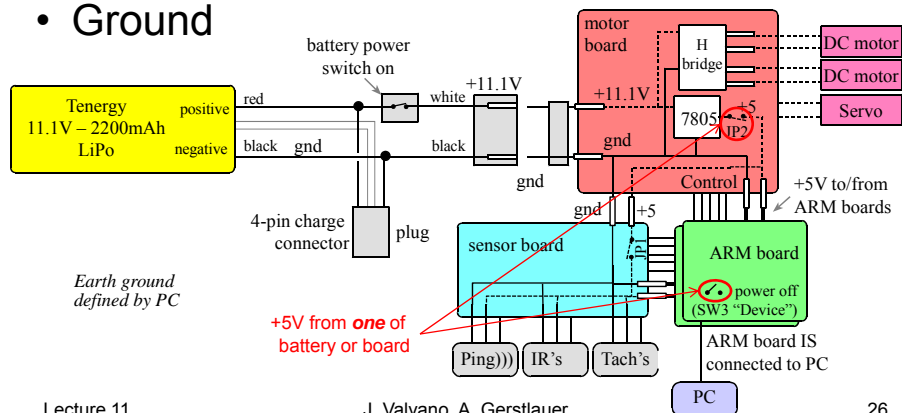 • Ground
battery power
switch on
motor
board
H
bridge
DC motor
DC motor
Servo
+11.1V
+11.1V
7805
+5
JP2
Tenergy
11.1V – 2200mAh
LiPo
positive
negative
red
white
black
gnd
black
gnd
gnd
Control
+5V to/from
ARM boards
4-pin charge
connector
plug
gnd
+5
sensor board
JP1
ARM board
power off
(SW3 “Device”)
Earth ground
defined by PC
+5V from one of
battery or board
Ping)))
IR's
Tach's
ARM board IS
connected to PC
PC
Lecture 11
J. Valvano, A. Gerstlauer
26